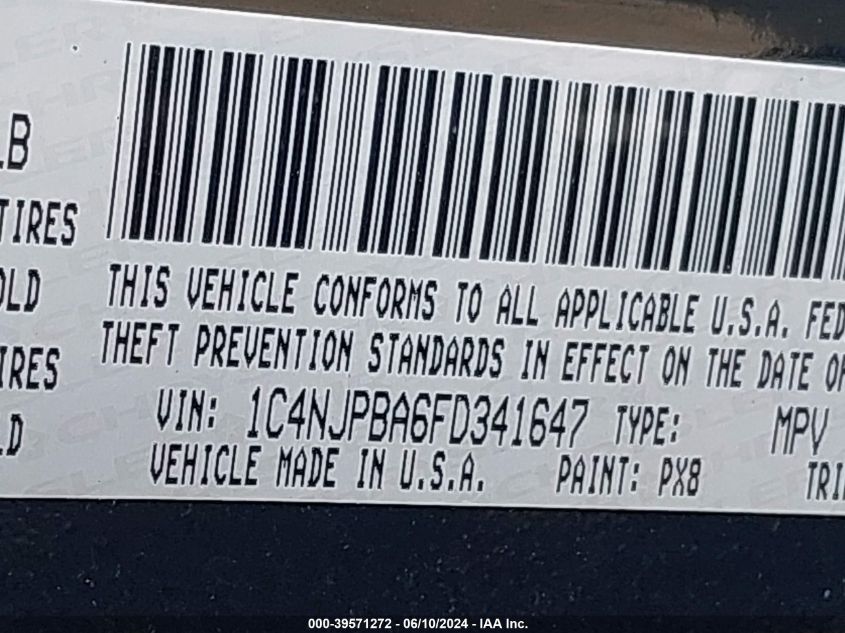 LB
TIRES
OLD
IRES
LD
THIS VEHICLE CONFORMS TO ALL APPLICABLE U.S.A. FED
THEFT PREVENTION STANDARDS IN EFFECT ON THE DATE OF
VIN: 1C4NJPBA6FD341647 TYPE: MPV
VEHICLE MADE IN U.S.A. PAINT: PX8 TRI
000-39571272 - 06/10/2024 - IAA Inc.